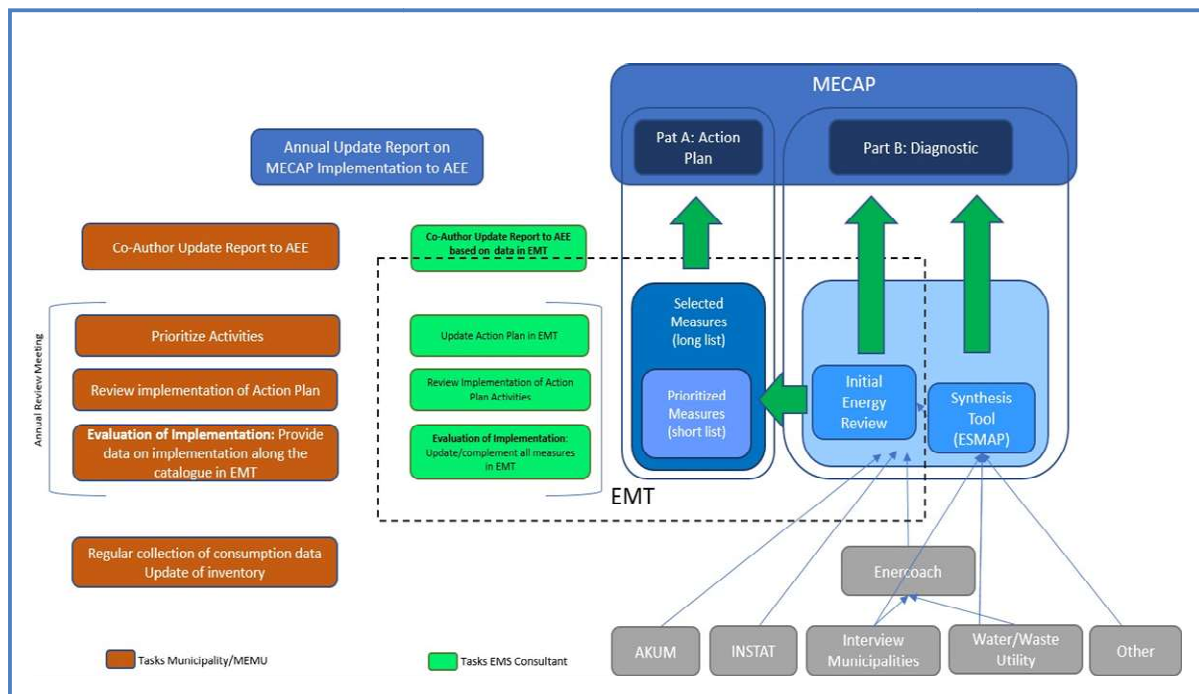 MECAP
Pat A: Action
Plan
Part B: Diagnostic
Annual Update Report on
MECAP Implementation to AEE
Co-Author Update Report to AEE
Co-Author Update Report to AEE
based on data in EMT
Annual Review Meeting
Prioritize Activities
Update Action Plan in EMT
Selected
Measures
(long list)
Review implementation of Action Plan
Review Implementation of Action
Plan Activities
Prioritized
Measures
(short list)
Initial
Energy
Review
Synthesis
Tool
(ESMAP)
Evaluation of Implementation: Provide
data on implementation along the
catalogue in EMT
Evaluation of Implementation:
Update/complement all measures
in EMT
EMT
Regular collection of consumption data
Update of inventory
Enercoach
AKUM
INSTAT
Interview
Municipalities
Water/Waste
Utility
Other
Tasks Municipality/MEMU
Tasks EMS Consultant